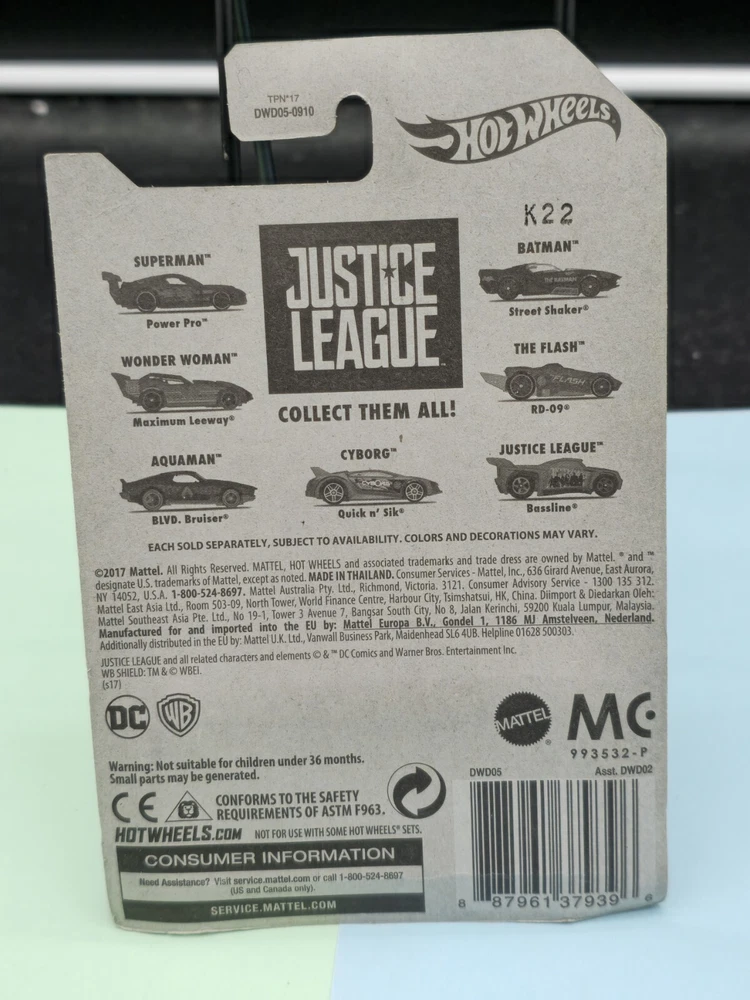 TPN*17
DWD05-0910
HOT WHEELS®
K22
JUSTICE
LEAGUE™
COLLECT THEM ALL!
SUPERMAN™
Power Pro™
WONDER WOMAN™
Maximum Leeway®
AQUAMAN™
BLVD. Bruiser®
CYBORG™
CYBORG
Quick n' Sik®
BATMAN™
THE BATMAN
Street Shaker®
THE FLASH™
FLASH
RD-09®
JUSTICE LEAGUE™
Bassline®
EACH SOLD SEPARATELY, SUBJECT TO AVAILABILITY. COLORS AND DECORATIONS MAY VARY.
©2017 Mattel. All Rights Reserved. MATTEL, HOT WHEELS and associated trademarks and trade dress are owned by Mattel. ® and ™
designate U.S. trademarks of Mattel, except as noted. MADE IN THAILAND. Consumer Services - Mattel, Inc., 636 Girard Avenue, East Aurora,
NY 14052, U.S.A. 1-800-524-8697. Mattel Australia Pty. Ltd., Richmond, Victoria. 3121. Consumer Advisory Service - 1300 135 312.
Mattel East Asia Ltd., Room 503-09, North Tower, World Finance Centre, Harbour City, Tsimshatsui, HK, China. Diimport & Diedarkan Oleh:
Mattel Southeast Asia Pte. Ltd., No 19-1, Tower 3 Avenue 7, Bangsar South City, No 8, Jalan Kerinchi, 59200 Kuala Lumpur, Malaysia.
Manufactured for and imported into the EU by: Mattel Europa B.V., Gondel 1, 1186 MJ Amstelveen, Nederland.
Additionally distributed in the EU by: Mattel U.K. Ltd., Vanwall Business Park, Maidenhead SL6 4UB. Helpline 01628 500303.
JUSTICE LEAGUE and all related characters and elements © & ™ DC Comics and Warner Bros. Entertainment Inc.
WB SHIELD: TM & © WBEI.
(s17)
DC
WB
MATTEL®
MC
993532-P
Warning: Not suitable for children under 36 months.
Small parts may be generated.
CE
CONFORMS TO THE SAFETY
REQUIREMENTS OF ASTM F963.
HOTWHEELS.COM NOT FOR USE WITH SOME HOT WHEELS® SETS.
CONSUMER INFORMATION
Need Assistance? Visit service.mattel.com or call 1-800-524-8697
(US and Canada only).
SERVICE.MATTEL.COM
DWD05 Asst. DWD02
8 87961 37939 6